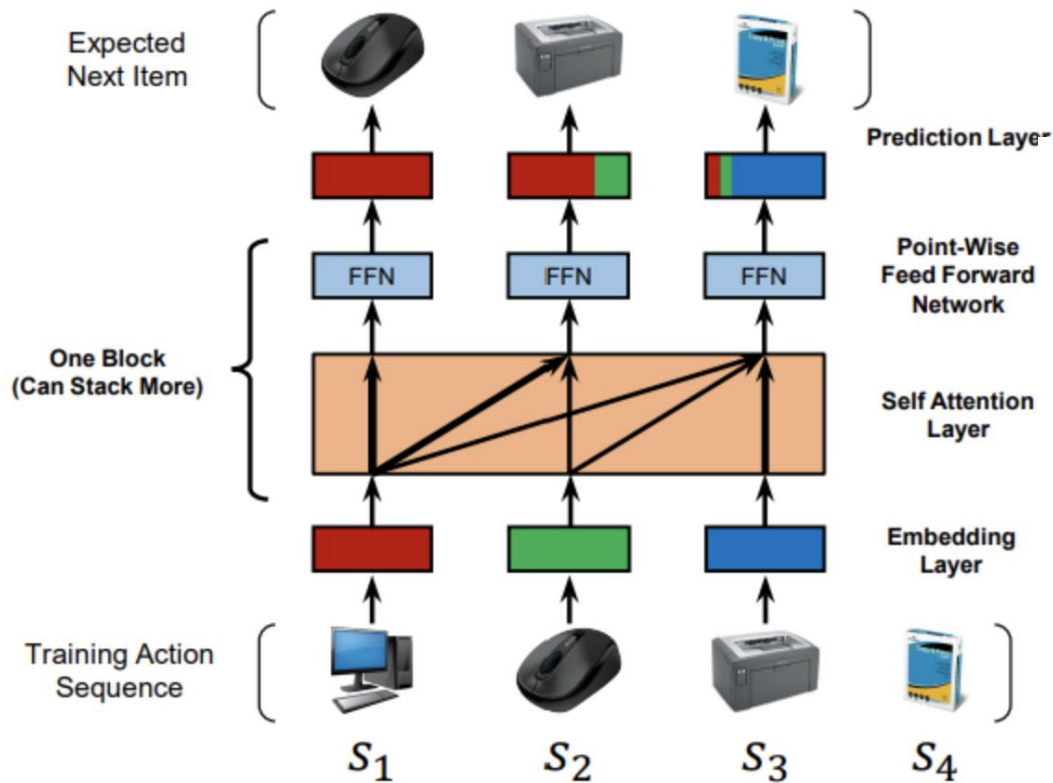 Expected
Next Item
Prediction Layer
FFN
FFN
FFN
Point-Wise
Feed Forward
Network
One Block
(Can Stack More)
Self Attention
Layer
Embedding
Layer
Training Action
Sequence
S₁
S₂
S₃
S₄